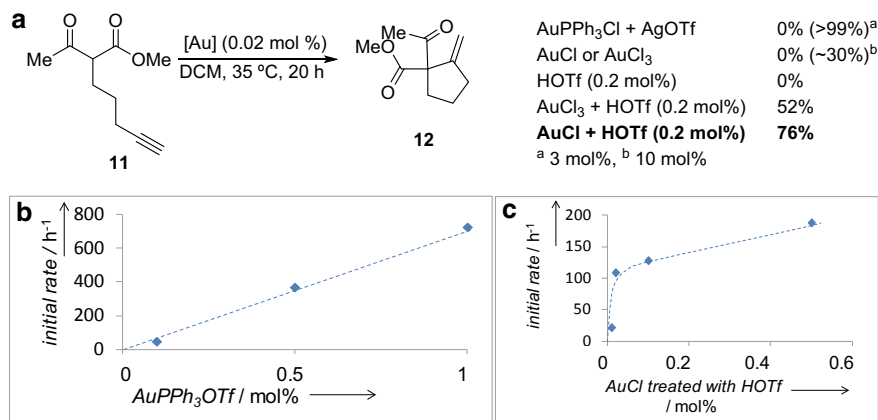 a
O
O
Me
OMe
11
[Au] (0.02 mol %)
DCM, 35 ºC, 20 h
O
Me
MeO
O
12
AuPPh₃Cl + AgOTf 0% (>99%)ᵃ
AuCl or AuCl₃ 0% (~30%)ᵇ
HOTf (0.2 mol%) 0%
AuCl₃ + HOTf (0.2 mol%) 52%
AuCl + HOTf (0.2 mol%) 76%
ᵃ 3 mol%, ᵇ 10 mol%
b
initial rate / h⁻¹
800
600
400
200
0
0 0.5 1
AuPPh₃OTf / mol%
c
initial rate / h⁻¹
200
150
100
50
0
0 0.2 0.4 0.6
AuCl treated with HOTf
/ mol%